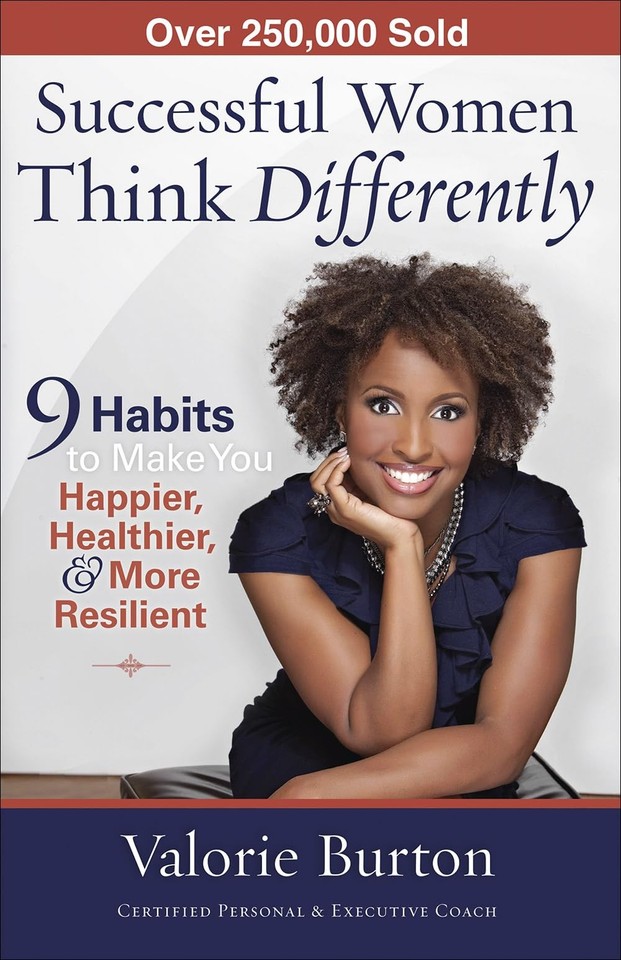 Over 250,000 Sold
Successful Women
Think Differently
9 Habits
to Make You
Happier,
Healthier,
& More
Resilient
Valorie Burton
Certified Personal & Executive Coach